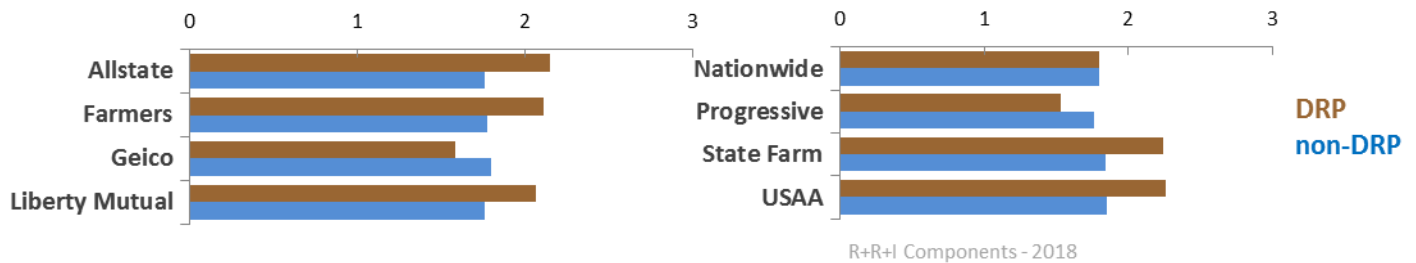 0 1 2 3
Allstate
Farmers
Geico
Liberty Mutual
0 1 2 3
Nationwide
Progressive
State Farm
USAA
DRP
non-DRP
R+R+I Components - 2018